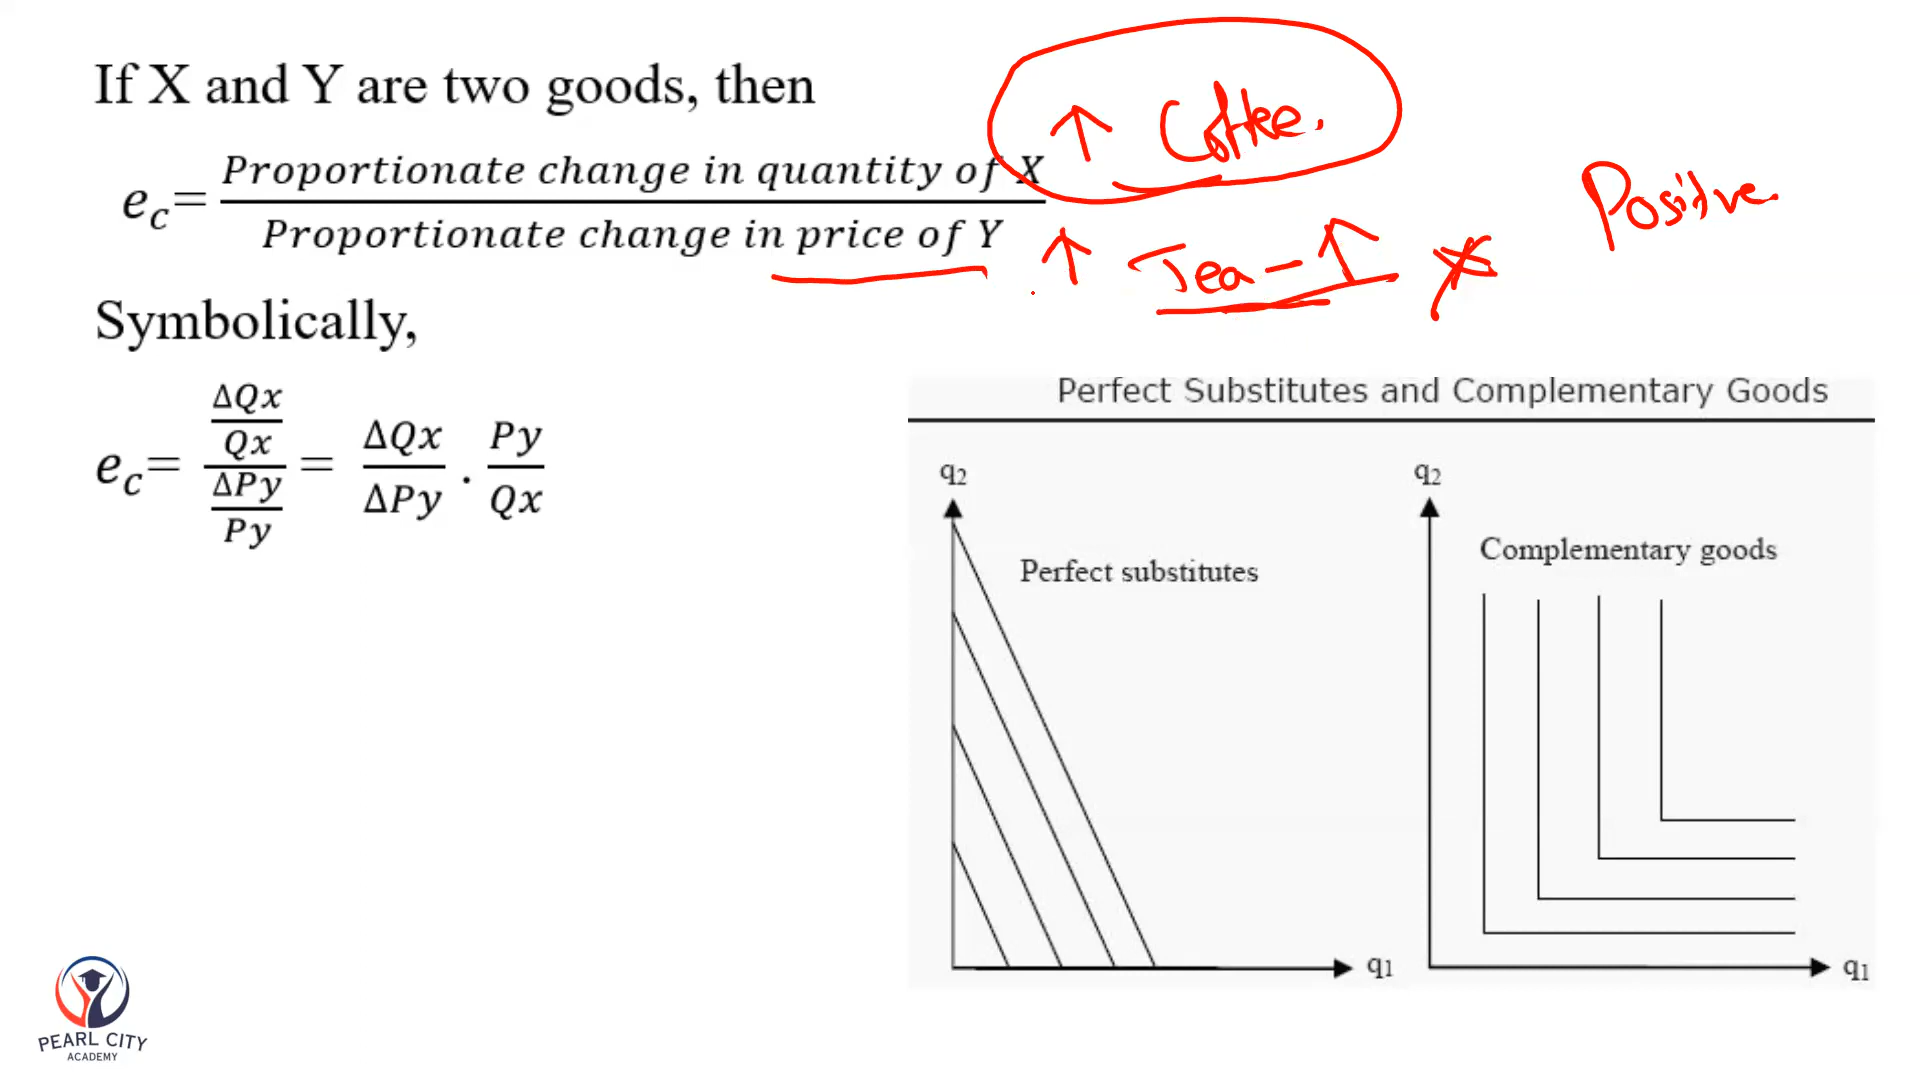 If X and Y are two goods, then
↑ Coffee.
e_c = Proportionate change in quantity of X
Proportionate change in price of Y
↑ Tea - ↑
Positive
Symbolically,
e_c = ΔQx/Qx / ΔPy/Py = ΔQx/ΔPy . Py/Qx
Perfect Substitutes and Complementary Goods
q2
Perfect substitutes
q1
q2
Complementary goods
q1
PEARL CITY
ACADEMY